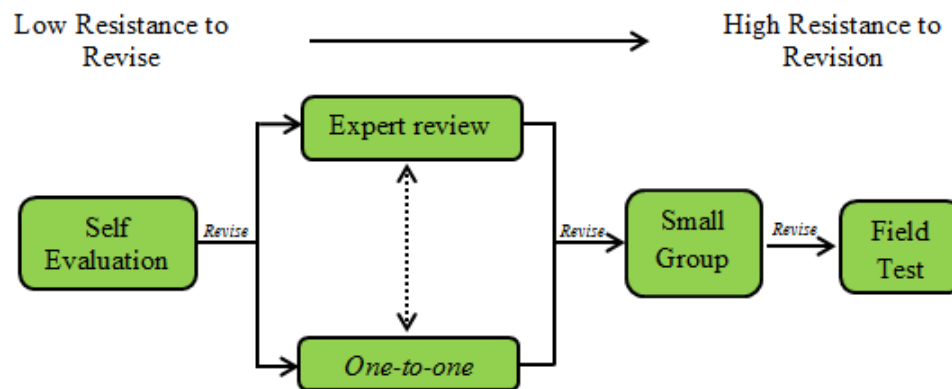 Low Resistance to
Revise
High Resistance to
Revision
Expert review
Self
Evaluation
Revise
Revise
Small
Group
Revise
Field
Test
One-to-one